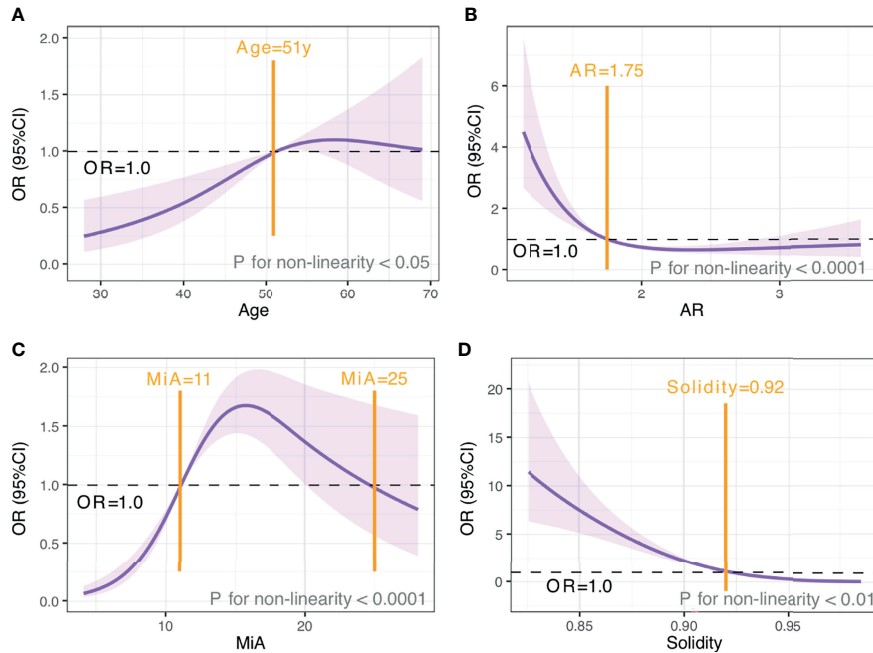 A
Age=51y
OR=1.0
P for non-linearity < 0.05
OR (95%CI)
2.0
1.5
1.0
0.5
0.0
30
40
50
60
70
Age
B
AR=1.75
OR=1.0
P for non-linearity < 0.0001
OR (95%CI)
6
4
2
0
2
3
AR
C
MiA=11
MiA=25
OR=1.0
P for non-linearity < 0.0001
OR (95%CI)
2.0
1.5
1.0
0.5
0.0
10
20
MiA
D
Solidity=0.92
OR=1.0
P for non-linearity < 0.01
OR (95%CI)
20
15
10
5
0
0.85
0.90
0.95
Solidity